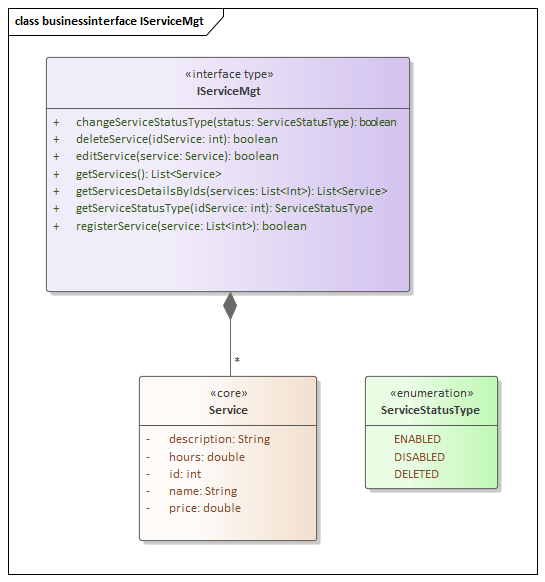 class businessinterface IServiceMgt
«interface type»
IServiceMgt
+ changeServiceStatusType(status: ServiceStatusType): boolean
+ deleteService(idService: int): boolean
+ editService(service: Service): boolean
+ getServices(): List<Service>
+ getServicesDetailsByIds(services: List<Int>): List<Service>
+ getServiceStatusType(idService: int): ServiceStatusType
+ registerService(service: List<int>): boolean
*
«core»
Service
- description: String
- hours: double
- id: int
- name: String
- price: double
«enumeration»
ServiceStatusType
ENABLED
DISABLED
DELETED